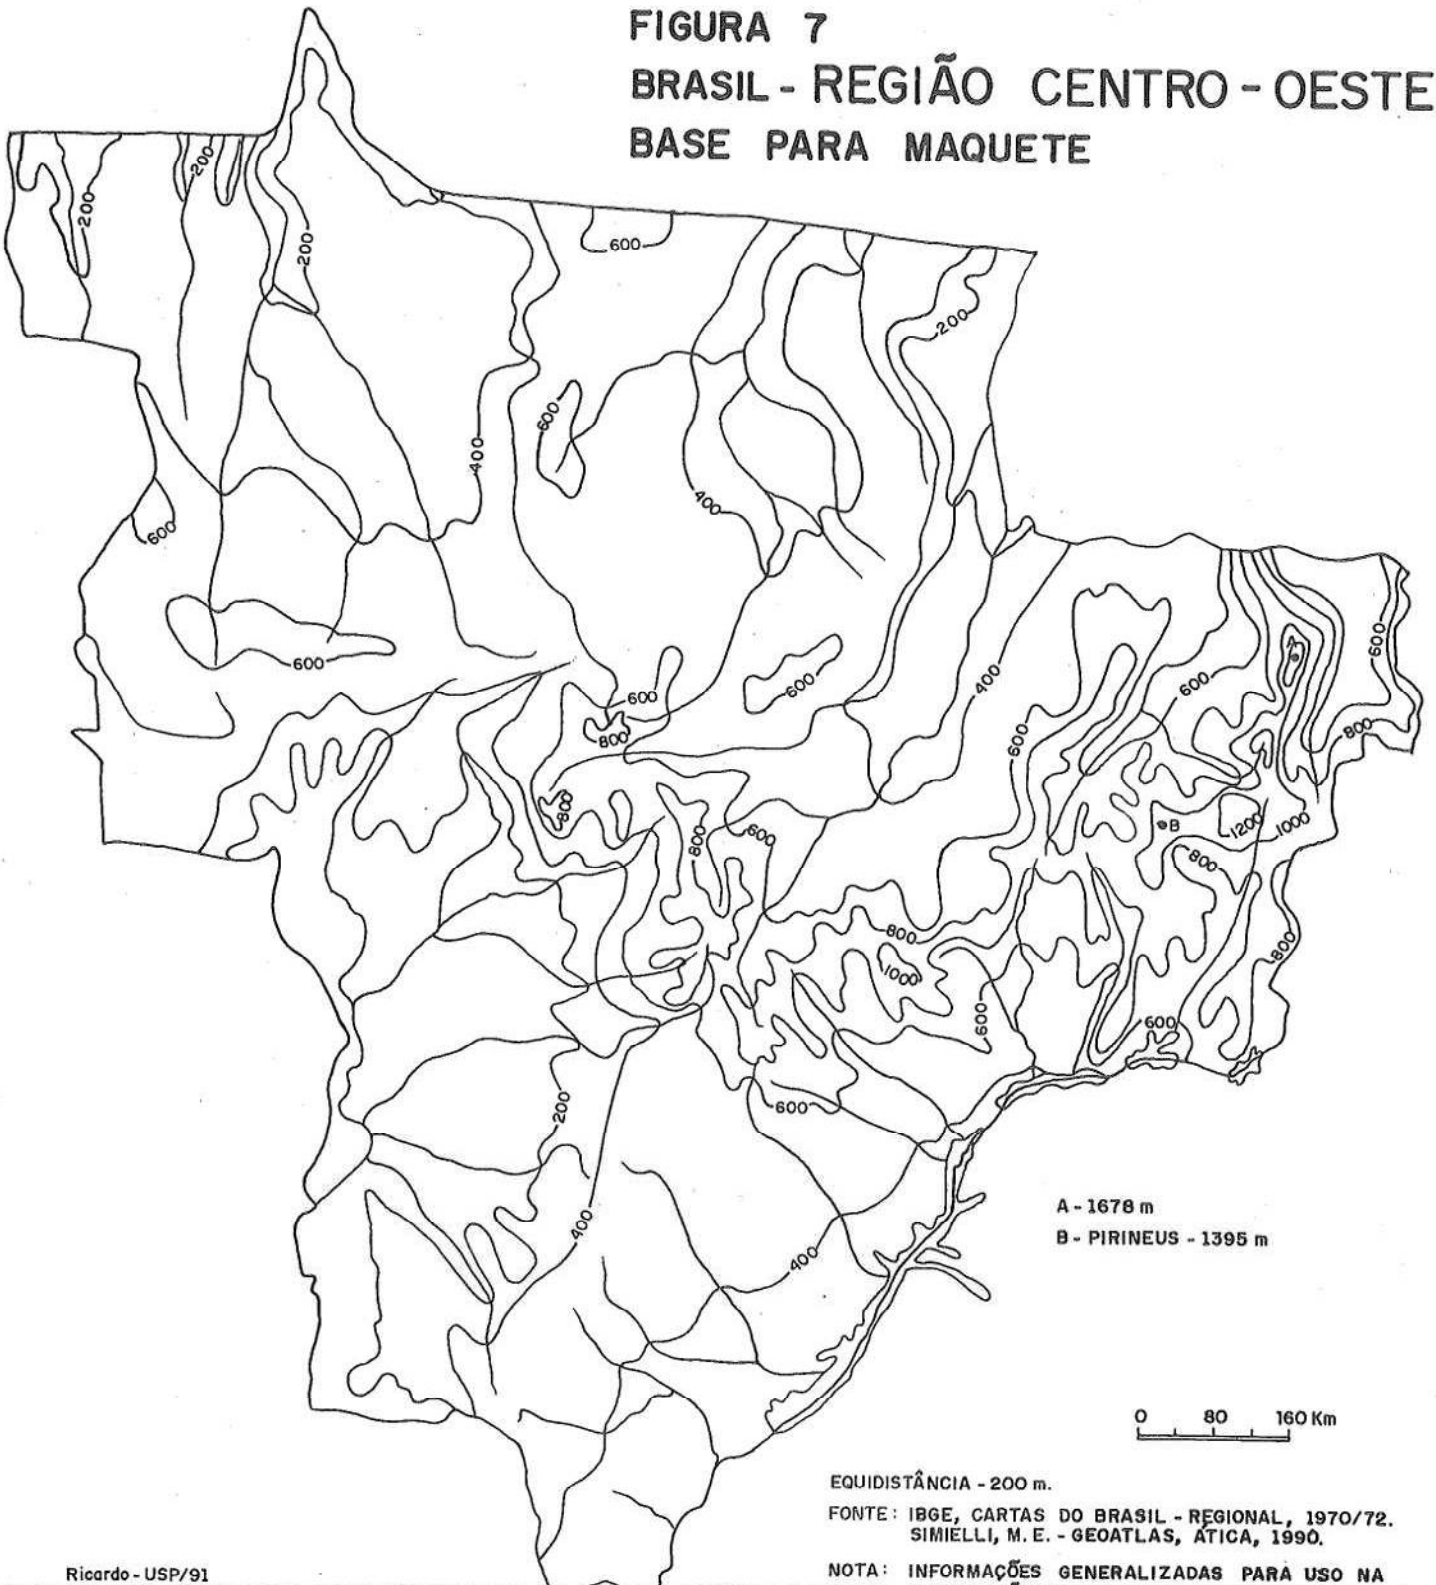 FIGURA 7
BRASIL - REGIÃO CENTRO - OESTE
BASE PARA MAQUETE
200
200
200
600
200
600
400
400
600
600
600
400
600
600
800
600
600
800
800
800
600
1200
1000
B
A
800
800
1000
800
600
600
200
600
400
400
A - 1678 m
B - PIRINEUS - 1395 m
0 80 160 Km
EQUIDISTÂNCIA - 200 m.
FONTE: IBGE, CARTAS DO BRASIL - REGIONAL, 1970/72.
SIMIELLI, M. E. - GEOATLAS, ÁTICA, 1990.
NOTA: INFORMAÇÕES GENERALIZADAS PARA USO NA
Ricardo - USP/91